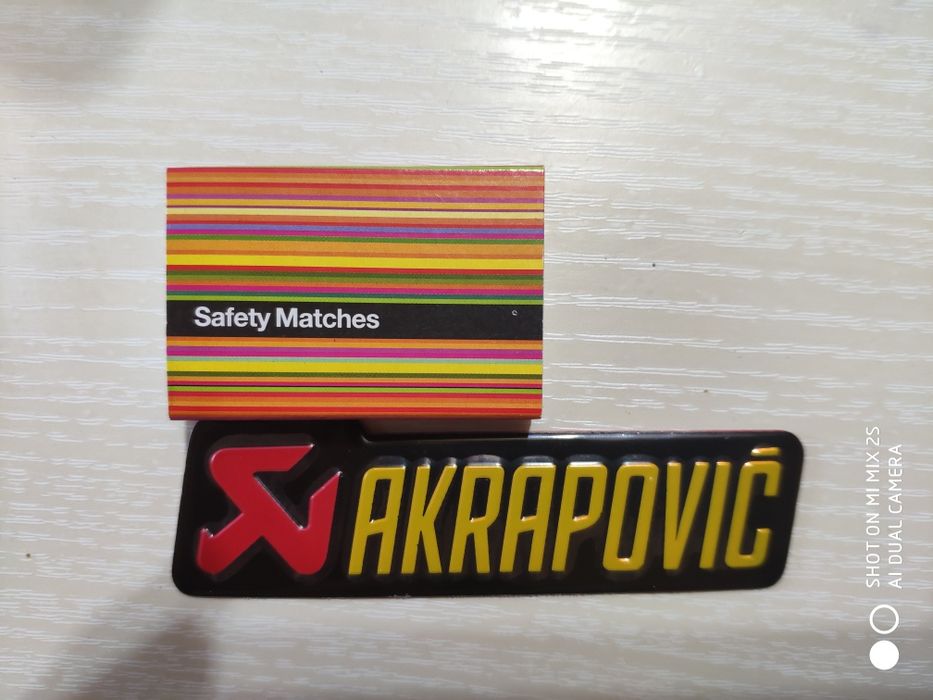 Safety Matches
AKRAPOVIČ
SHOT ON MI MIX 2S
AI DUAL CAMERA